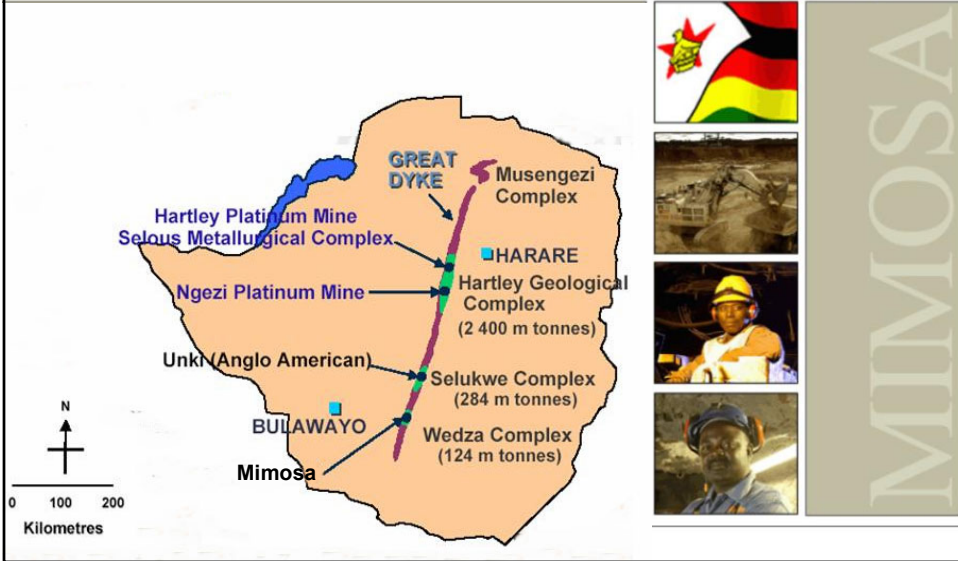 GREAT
DYKE
Musengezi
Complex
Hartley Platinum Mine
Selous Metallurgical Complex
HARARE
Ngezi Platinum Mine
Hartley Geological
Complex
(2 400 m tonnes)
Unki (Anglo American)
Selukwe Complex
(284 m tonnes)
BULAWAYO
Wedza Complex
(124 m tonnes)
Mimosa
N
0 100 200
Kilometres
MIMOSA